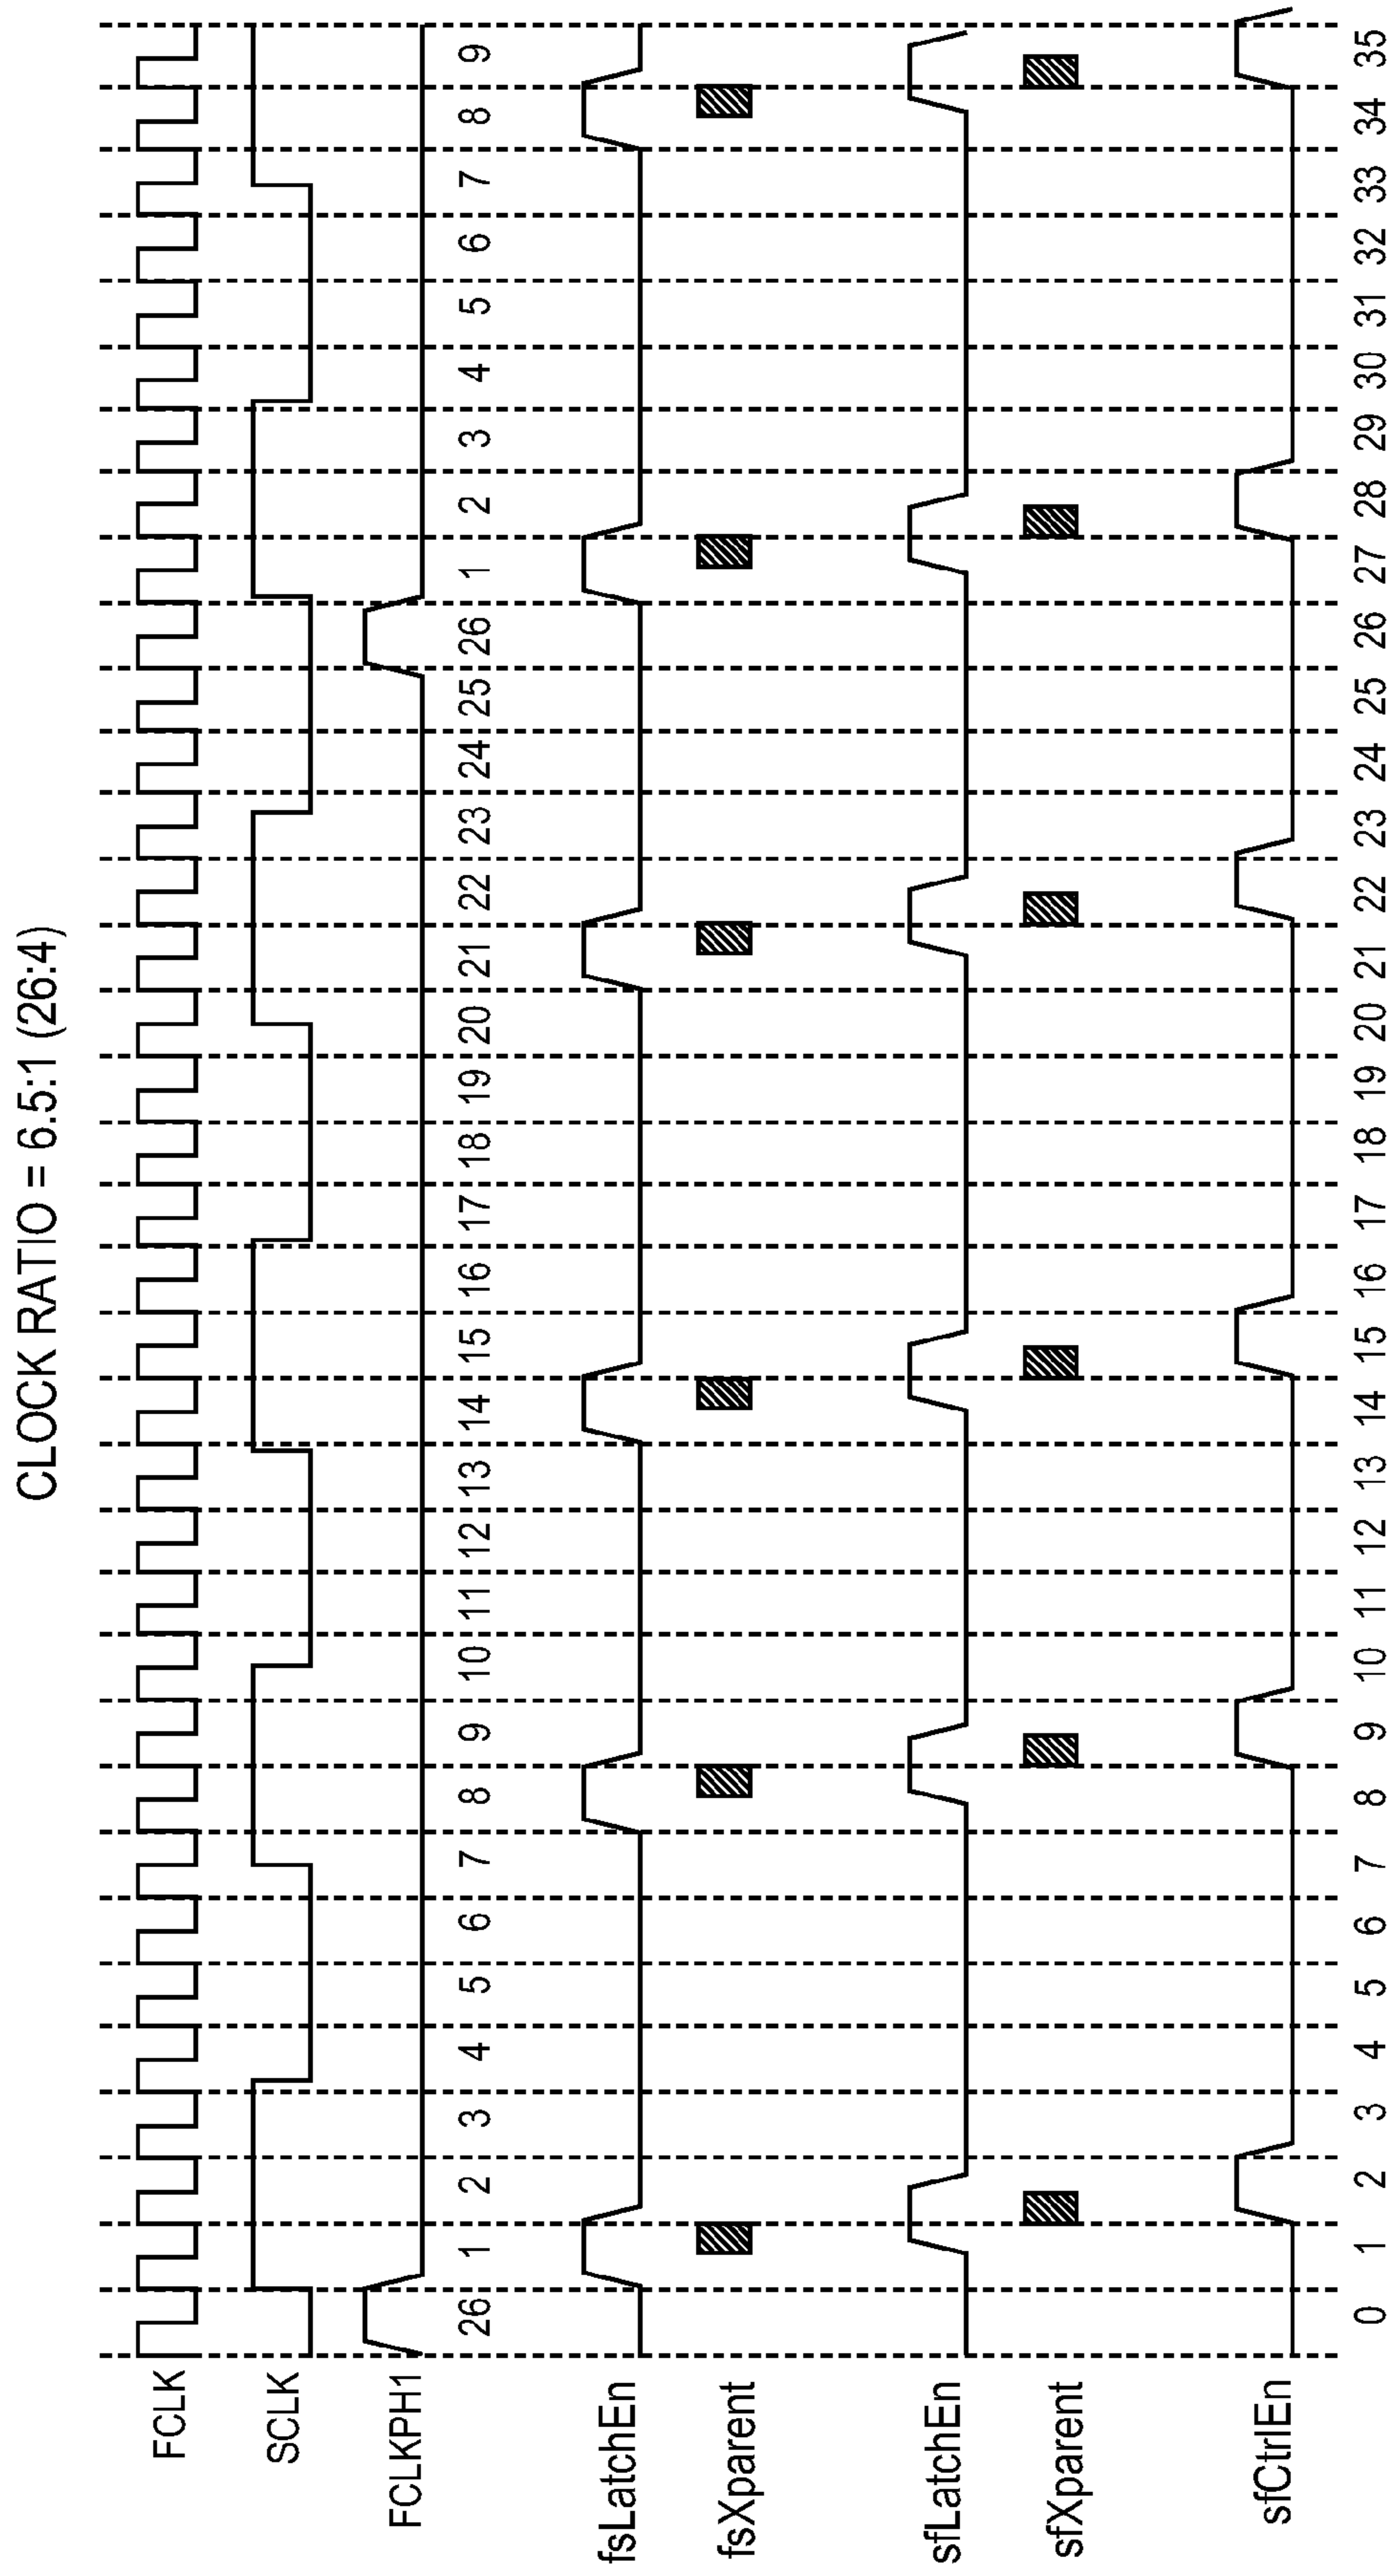 CLOCK RATIO = 6.5:1 (26:4)
FCLK
SCLK
FCLKPH1
26 1 2 3 4 5 6 7 8 9 10 11 12 13 14 15 16 17 18 19 20 21 22 23 24 25 26 1 2 3 4 5 6 7 8 9
fsLatchEn
fsXparent
sfLatchEn
sfXparent
sfCtrlEn
0 1 2 3 4 5 6 7 8 9 10 11 12 13 14 15 16 17 18 19 20 21 22 23 24 25 26 27 28 29 30 31 32 33 34 35